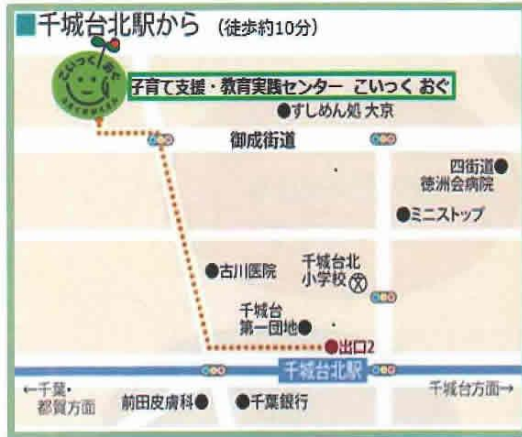 ■千城台北駅から（徒歩約10分）
こいっく おぐ
子育て支援・教育実践センター こいっく おぐ
●すしめん処 大京
御成街道
四街道●
徳洲会病院
●ミニストップ
●古川医院
千城台北
小学校
千城台
第一団地●
●出口2
千城台北駅
←千葉・
都賀方面
千城台方面→
前田皮膚科●
●千葉銀行